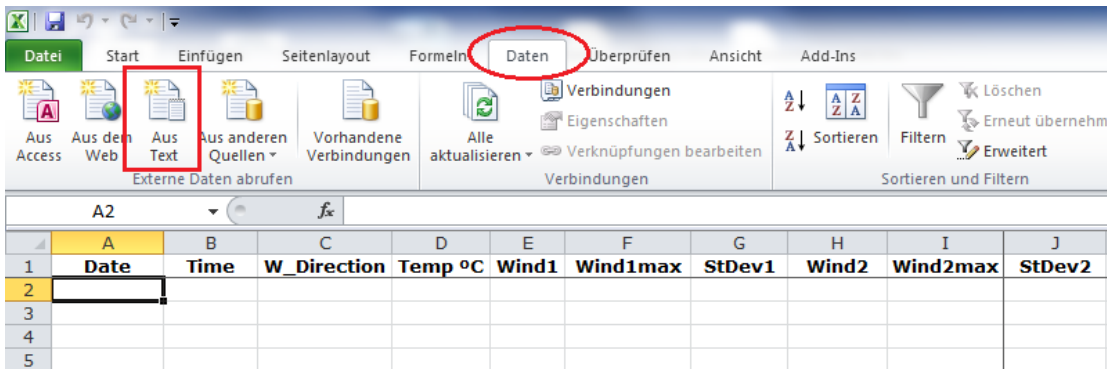 Datei Start Einfügen Seitenlayout Formeln Daten Überprüfen Ansicht Add-Ins
Aus Access
Aus dem Web
Aus Text
Aus anderen Quellen
Vorhandene Verbindungen
Externe Daten abrufen
Alle aktualisieren
Verbindungen
Eigenschaften
Verknüpfungen bearbeiten
Verbindungen
Sortieren
Filtern
Löschen
Erneut übernehm
Erweitert
Sortieren und Filtern
A2 fx
A B C D E F G H I J
1 Date Time W_Direction Temp ºC Wind1 Wind1max StDev1 Wind2 Wind2max StDev2
2
3
4
5